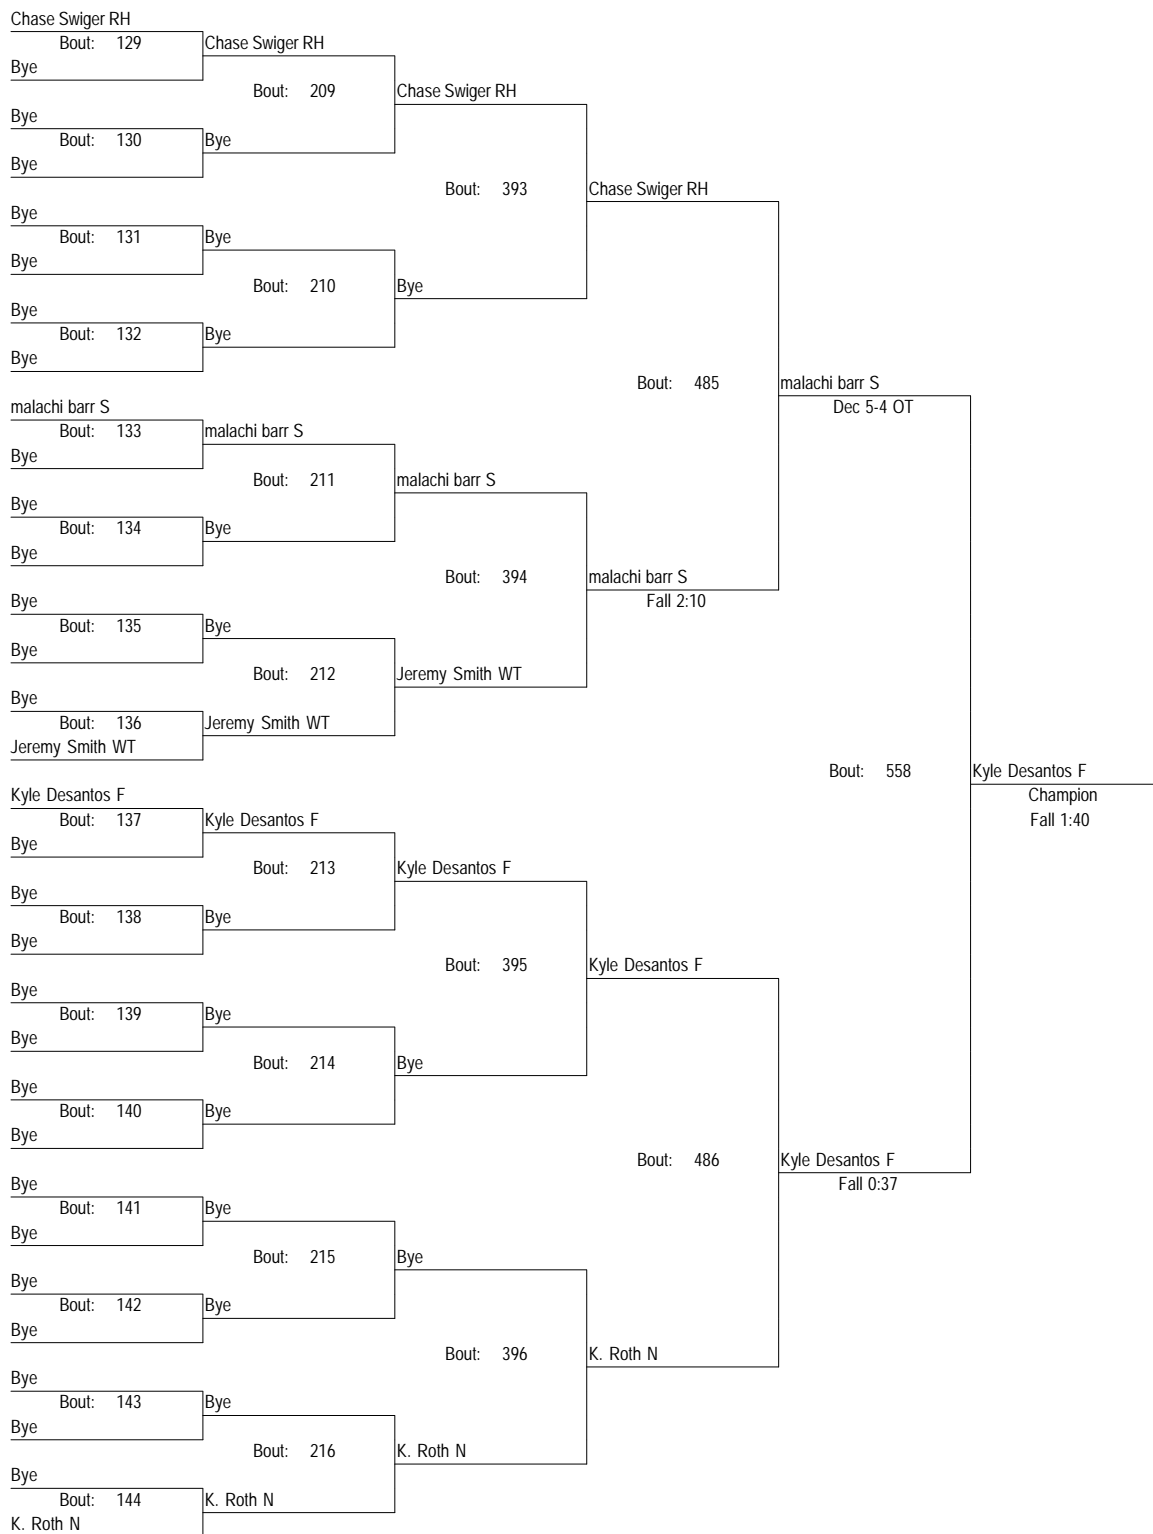 Chase Swiger RH
Bout: 129
Chase Swiger RH
Bye
Bout: 209
Chase Swiger RH
Bye
Bout: 130
Bye
Bye
Bout: 393
Chase Swiger RH
Bye
Bout: 131
Bye
Bye
Bout: 210
Bye
Bye
Bout: 132
Bye
Bye
Bout: 485
malachi barr S
Dec 5-4 OT
malachi barr S
Bout: 133
malachi barr S
Bye
Bout: 211
malachi barr S
Bye
Bout: 134
Bye
Bye
Bout: 394
malachi barr S
Fall 2:10
Bye
Bout: 135
Bye
Bye
Bout: 212
Jeremy Smith WT
Bye
Bout: 136
Jeremy Smith WT
Jeremy Smith WT
Bout: 558
Kyle Desantos F
Champion
Fall 1:40
Kyle Desantos F
Bout: 137
Kyle Desantos F
Bye
Bout: 213
Kyle Desantos F
Bye
Bout: 138
Bye
Bye
Bout: 395
Kyle Desantos F
Bye
Bout: 139
Bye
Bye
Bout: 214
Bye
Bye
Bout: 140
Bye
Bye
Bout: 486
Kyle Desantos F
Fall 0:37
Bye
Bout: 141
Bye
Bye
Bout: 215
Bye
Bye
Bout: 142
Bye
Bye
Bout: 396
K. Roth N
Bye
Bout: 143
Bye
Bye
Bout: 216
K. Roth N
Bye
Bout: 144
K. Roth N
K. Roth N